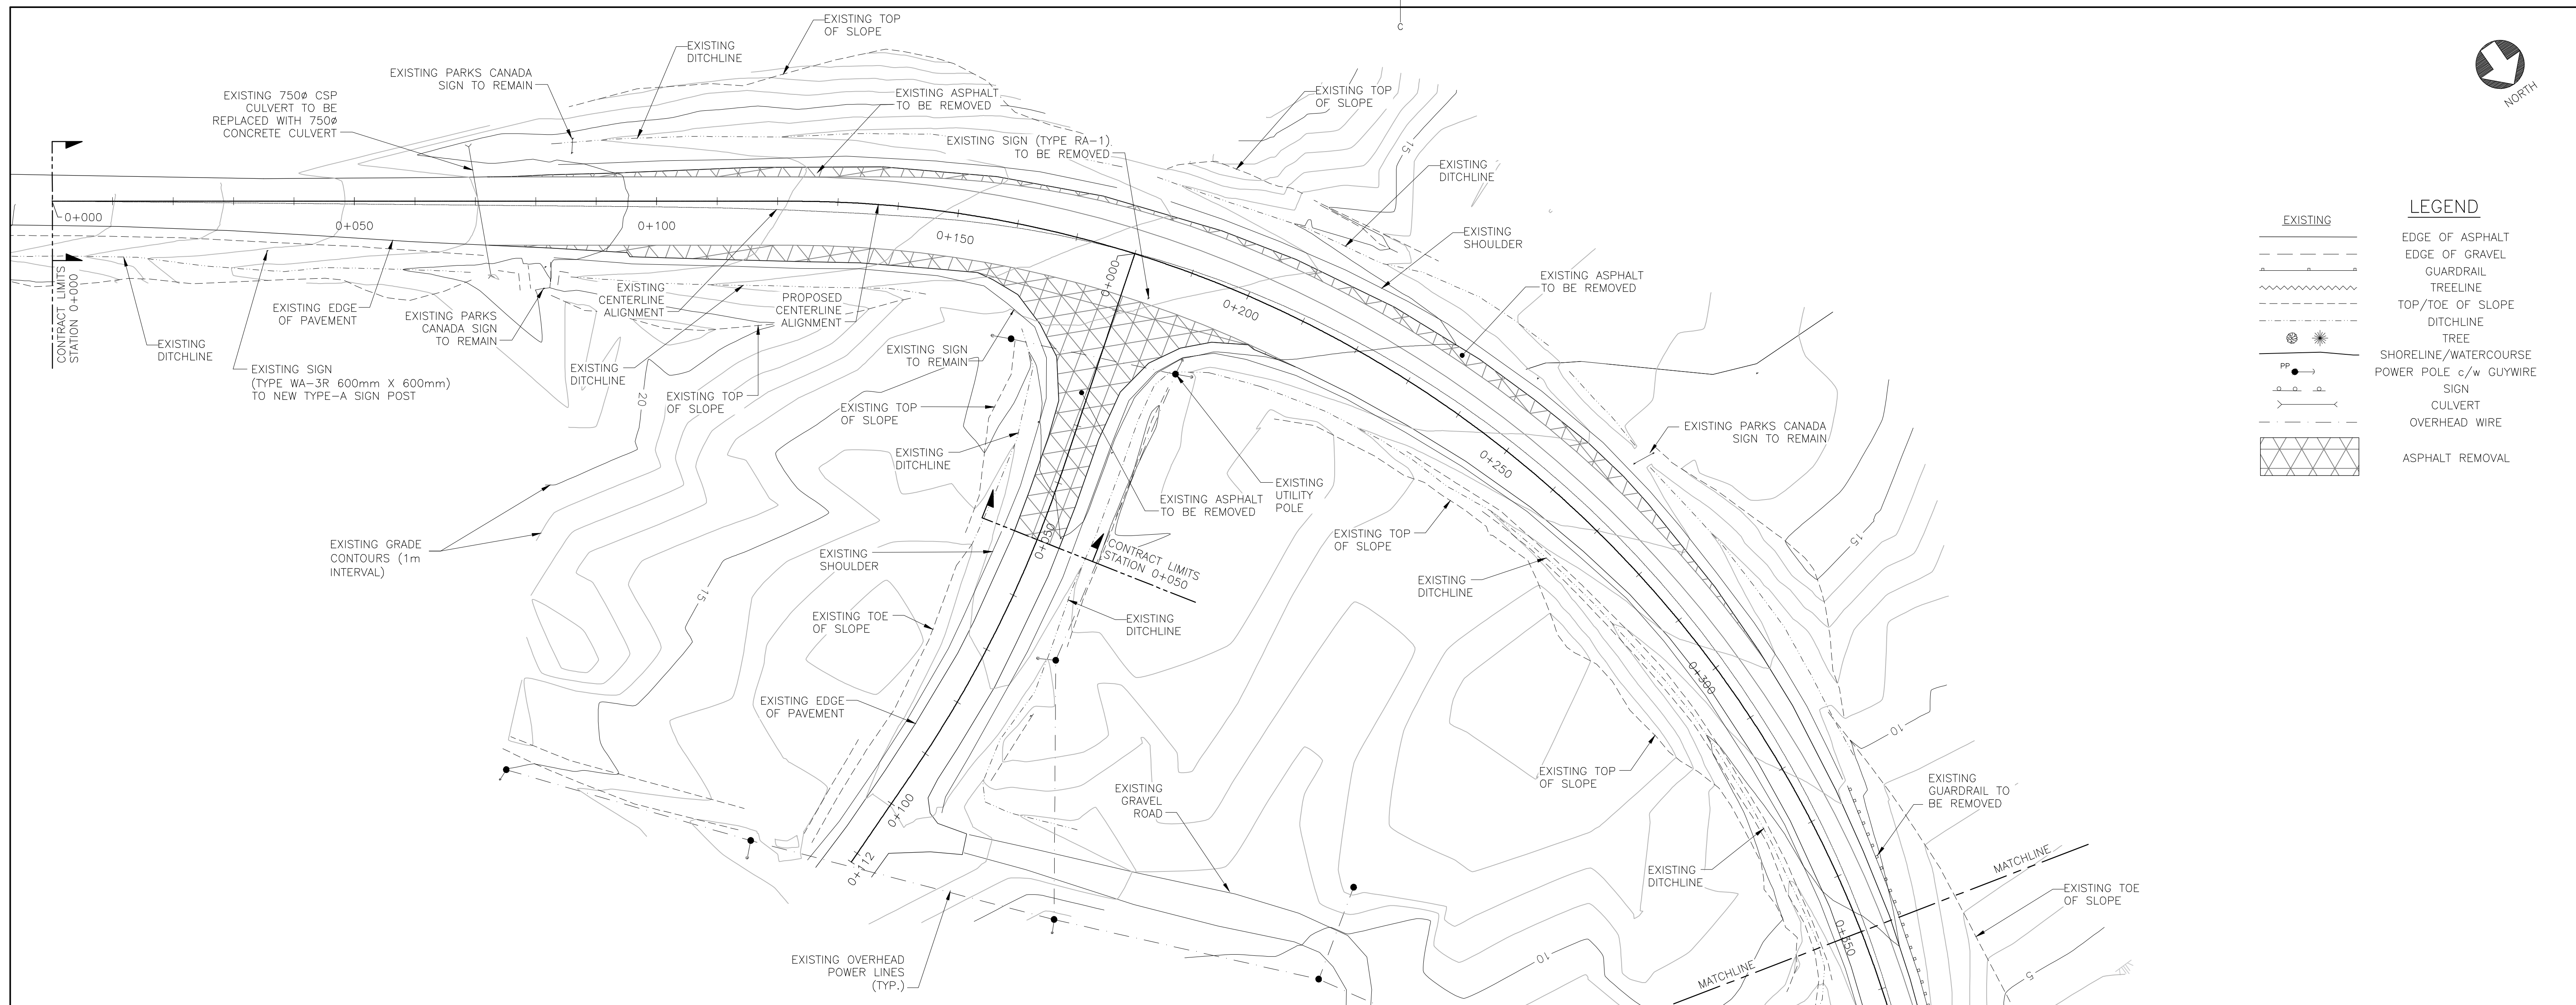 C
EXISTING TOP
OF SLOPE
EXISTING
DITCHLINE
EXISTING PARKS CANADA
SIGN TO REMAIN
EXISTING 750ø CSP
CULVERT TO BE
REPLACED WITH 750ø
CONCRETE CULVERT
EXISTING ASPHALT
TO BE REMOVED
EXISTING SIGN (TYPE RA-1)
TO BE REMOVED
EXISTING TOP
OF SLOPE
15
EXISTING
DITCHLINE
EXISTING
SHOULDER
EXISTING ASPHALT
TO BE REMOVED
NORTH
0+000
0+050
0+100
0+150
0+000
0+200
CONTRACT LIMITS
STATION 0+000
EXISTING
DITCHLINE
EXISTING SIGN
(TYPE WA-3R 600mm X 600mm)
TO NEW TYPE-A SIGN POST
EXISTING EDGE
OF PAVEMENT
EXISTING PARKS
CANADA SIGN
TO REMAIN
EXISTING
DITCHLINE
EXISTING
CENTERLINE
ALIGNMENT
PROPOSED
CENTERLINE
ALIGNMENT
EXISTING TOP
OF SLOPE
20
EXISTING SIGN
TO REMAIN
EXISTING TOP
OF SLOPE
EXISTING
DITCHLINE
EXISTING ASPHALT
TO BE REMOVED
EXISTING
UTILITY
POLE
0+250
EXISTING PARKS CANADA
SIGN TO REMAIN
EXISTING TOP
OF SLOPE
EXISTING
DITCHLINE
15
EXISTING GRADE
CONTOURS (1m
INTERVAL)
EXISTING
SHOULDER
0+050
CONTRACT LIMITS
STATION 0+050
15
EXISTING TOE
OF SLOPE
EXISTING
DITCHLINE
0+300
EXISTING EDGE
OF PAVEMENT
10
EXISTING TOP
OF SLOPE
EXISTING
GUARDRAIL TO
BE REMOVED
EXISTING
GRAVEL
ROAD
0+100
0+112
EXISTING
DITCHLINE
MATCHLINE
EXISTING TOE
OF SLOPE
0+350
EXISTING OVERHEAD
POWER LINES
(TYP.)
10
MATCHLINE
5
LEGEND
EXISTING
EDGE OF ASPHALT
EDGE OF GRAVEL
GUARDRAIL
TREELINE
TOP/TOE OF SLOPE
DITCHLINE
TREE
SHORELINE/WATERCOURSE
PP
POWER POLE c/w GUYWIRE
SIGN
CULVERT
OVERHEAD WIRE
ASPHALT REMOVAL